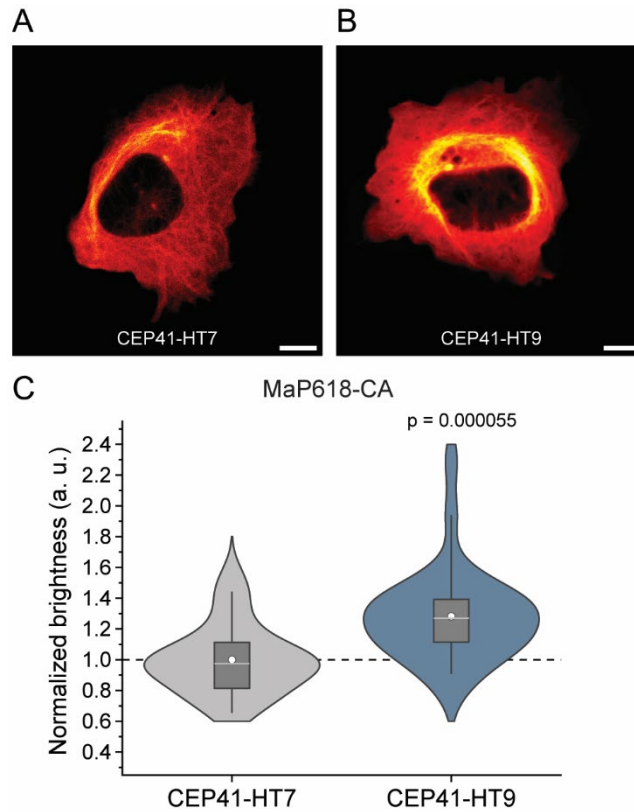 A
B
CEP41-HT7
CEP41-HT9
C
MaP618-CA
p = 0.000055
Normalized brightness (a. u.)
2.4
2.2
2.0
1.8
1.6
1.4
1.2
1.0
0.8
0.6
0.4
CEP41-HT7
CEP41-HT9